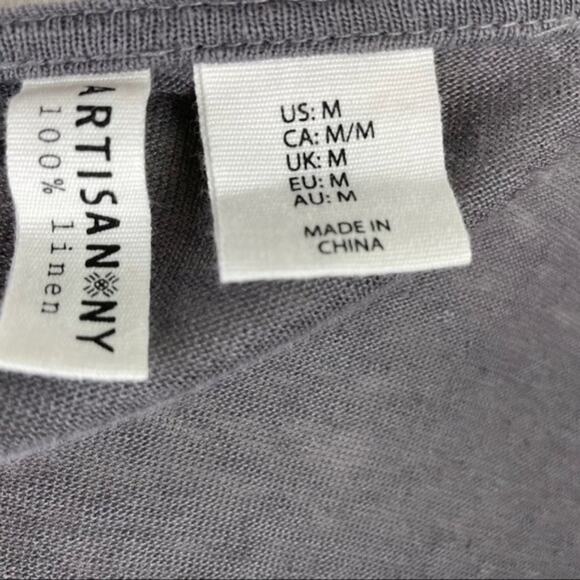 ARTISAN NY
100% linen
US: M
CA: M/M
UK: M
EU: M
AU: M
MADE IN
CHINA